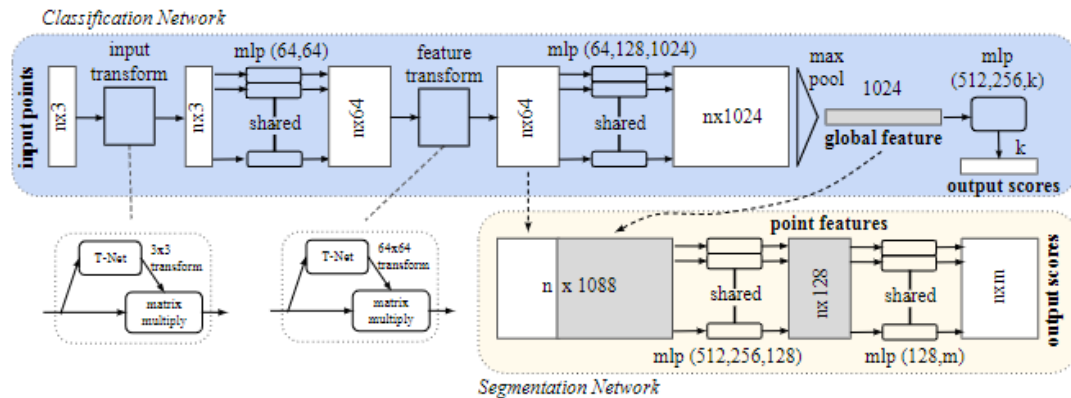 Classification Network
input points
nx3
input
transform
nx3
mlp (64,64)
shared
nx64
feature
transform
nx64
mlp (64,128,1024)
shared
nx1024
max
pool
1024
global feature
mlp
(512,256,k)
k
output scores
T-Net
3x3
transform
matrix
multiply
T-Net
64x64
transform
matrix
multiply
point features
n x 1088
shared
mlp (512,256,128)
nx128
shared
mlp (128,m)
nxm
output scores
Segmentation Network